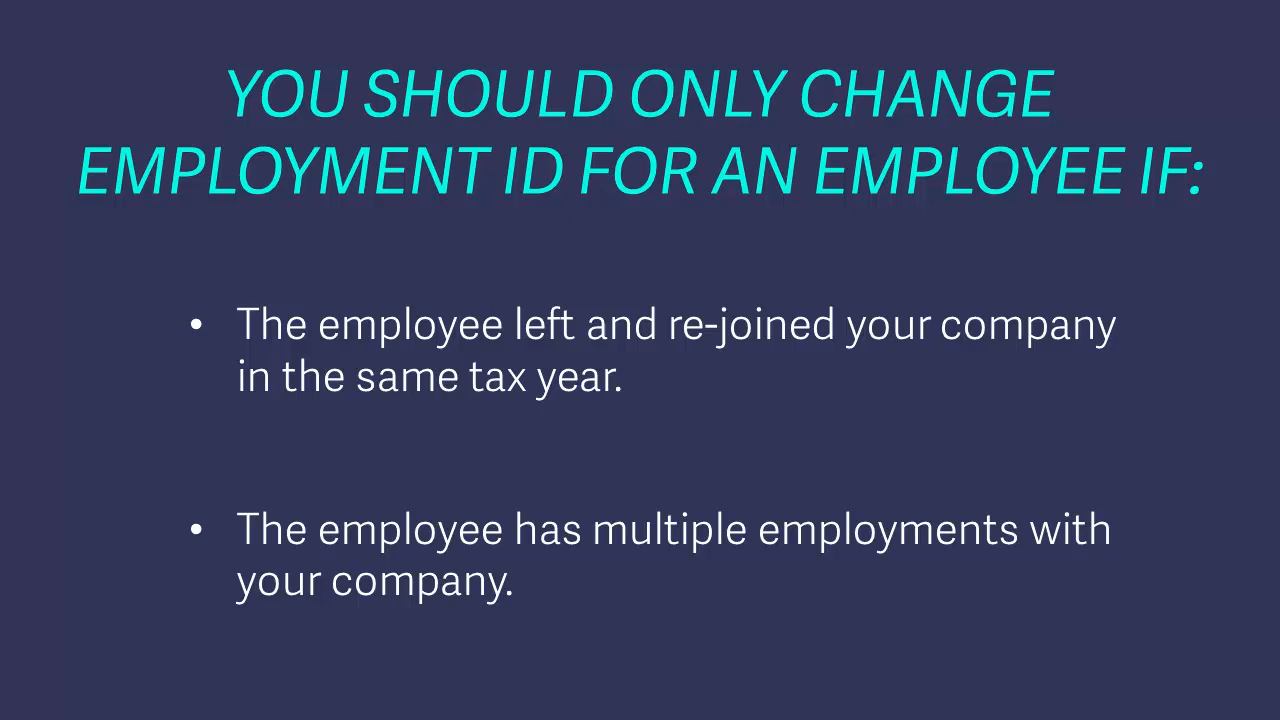 YOU SHOULD ONLY CHANGE
EMPLOYMENT ID FOR AN EMPLOYEE IF:
• The employee left and re-joined your company
in the same tax year.
• The employee has multiple employments with
your company.